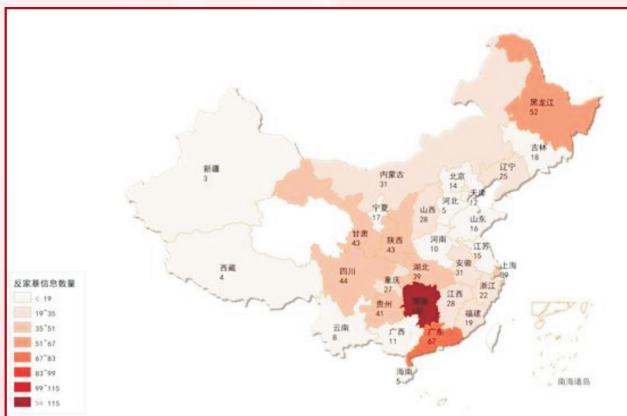 黑龙江
52
吉林
18
新疆
3
内蒙古
31
辽宁
25
北京
14
天津
12
河北
5
宁夏
17
山西
28
山东
16
甘肃
43
陕西
43
河南
10
江苏
15
西藏
4
四川
44
湖北
39
安徽
31
上海
重庆
27
浙江
22
贵州
41
江西
28
福建
19
云南
8
广西
11
广东
67
海南
5
南海诸岛
反家暴信息数量
< 19
19~35
35~51
51~67
67~83
83~99
99~115
>= 115